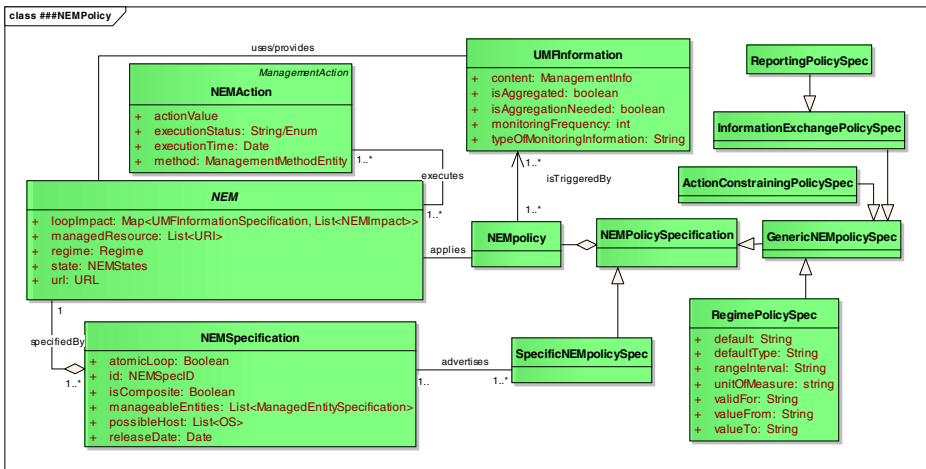 class ###NEMPolicy
uses/provides
ManagementAction
NEMAction
+ actionValue
+ executionStatus: String/Enum
+ executionTime: Date
+ method: ManagementMethodEntity
UMFInformation
+ content: ManagementInfo
+ isAggregated: boolean
+ isAggregationNeeded: boolean
+ monitoringFrequency: int
+ typeOfMonitoringInformation: String
ReportingPolicySpec
InformationExchangePolicySpec
ActionConstrainingPolicySpec
1..*
executes
1..*
1..*
isTriggeredBy
1..*
NEM
+ loopImpact: Map<UMFInformationSpecification, List<NEMImpact>>
+ managedResource: List<URI>
+ regime: Regime
+ state: NEMStates
+ url: URL
applies
NEMpolicy
NEMPolicySpecification
GenericNEMpolicySpec
1
specifiedBy
1..*
NEMSpecification
+ atomicLoop: Boolean
+ id: NEMSpecID
+ isComposite: Boolean
+ manageableEntities: List<ManagedEntitySpecification>
+ possibleHost: List<OS>
+ releaseDate: Date
advertises
1..
1..*
SpecificNEMpolicySpec
RegimePolicySpec
+ default: String
+ defaultType: String
+ rangeInterval: String
+ unitOfMeasure: string
+ validFor: String
+ valueFrom: String
+ valueTo: String